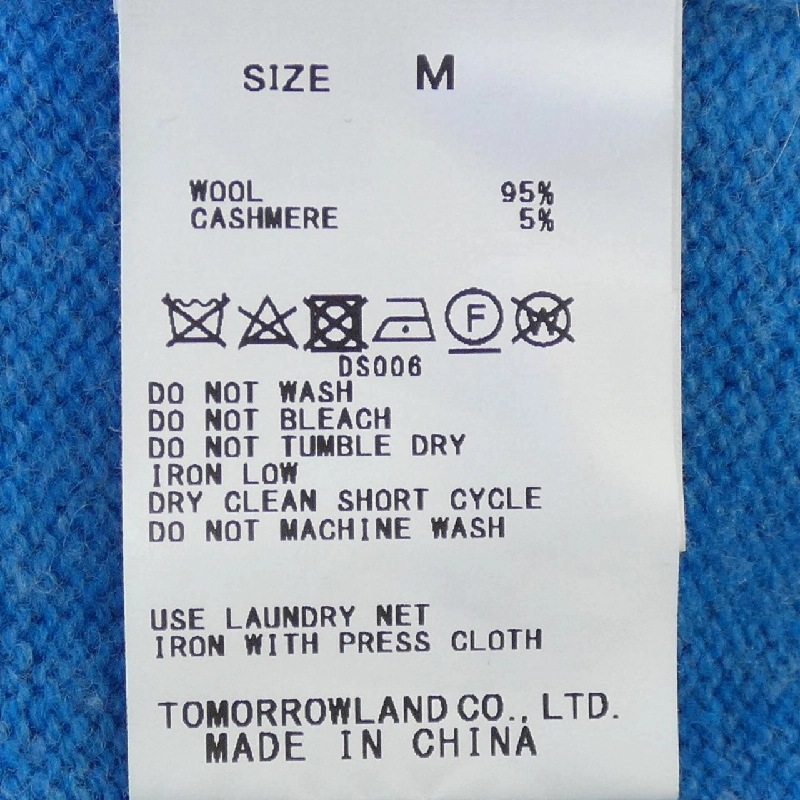 SIZE M
WOOL 95%
CASHMERE 5%
F W
DS006
DO NOT WASH
DO NOT BLEACH
DO NOT TUMBLE DRY
IRON LOW
DRY CLEAN SHORT CYCLE
DO NOT MACHINE WASH
USE LAUNDRY NET
IRON WITH PRESS CLOTH
TOMORROWLAND CO., LTD.
MADE IN CHINA